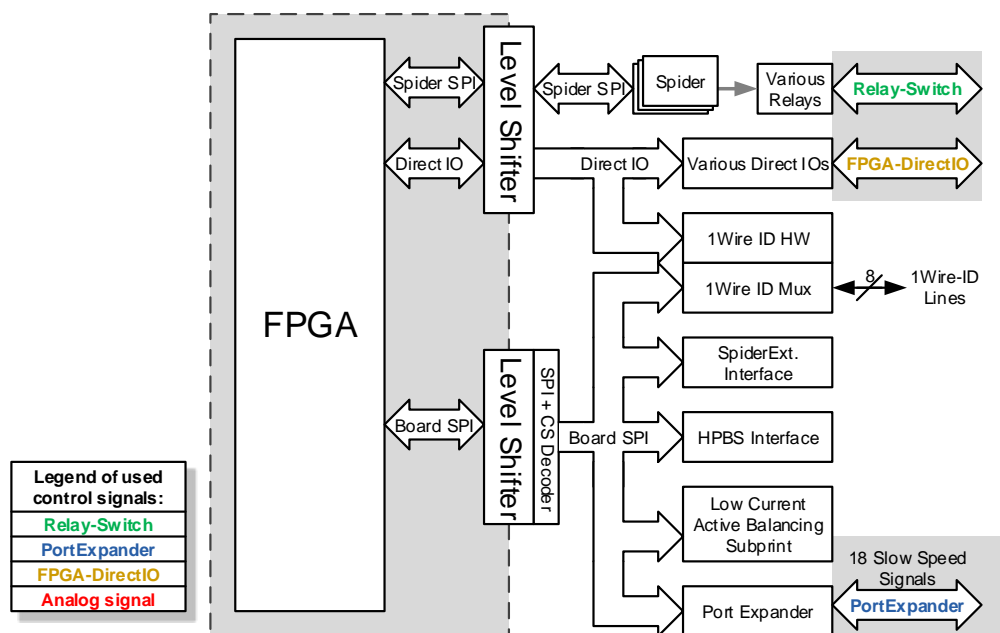 FPGA
Spider SPI
Direct IO
Board SPI
Level Shifter
Level Shifter
SPI + CS Decoder
Spider SPI
Spider
Various
Relays
Relay-Switch
Direct IO
Various Direct IOs
FPGA-DirectIO
1Wire ID HW
1Wire ID Mux
8
1Wire-ID
Lines
SpiderExt.
Interface
Board SPI
HPBS Interface
Low Current
Active Balancing
Subprint
Port Expander
18 Slow Speed
Signals
PortExpander
Legend of used
control signals:
Relay-Switch
PortExpander
FPGA-DirectIO
Analog signal